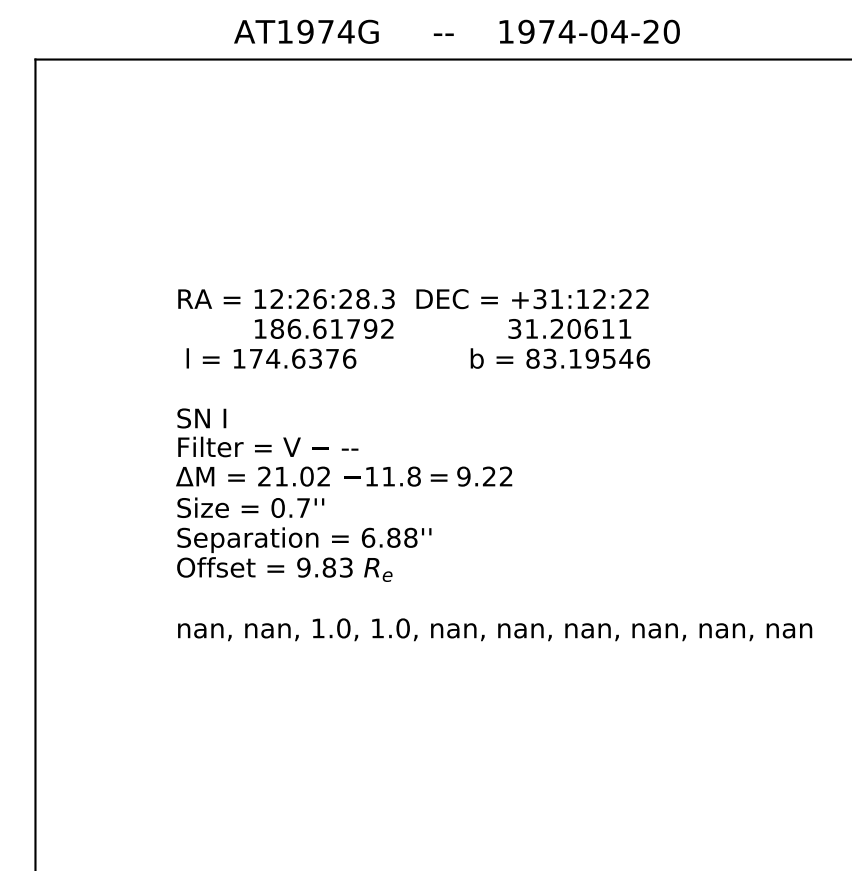 AT1974G -- 1974-04-20
RA = 12:26:28.3 DEC = +31:12:22
186.61792 31.20611
l = 174.6376 b = 83.19546
SN I
Filter = V − --
ΔM = 21.02 −11.8 = 9.22
Size = 0.7''
Separation = 6.88''
Offset = 9.83 Rₑ
nan, nan, 1.0, 1.0, nan, nan, nan, nan, nan, nan